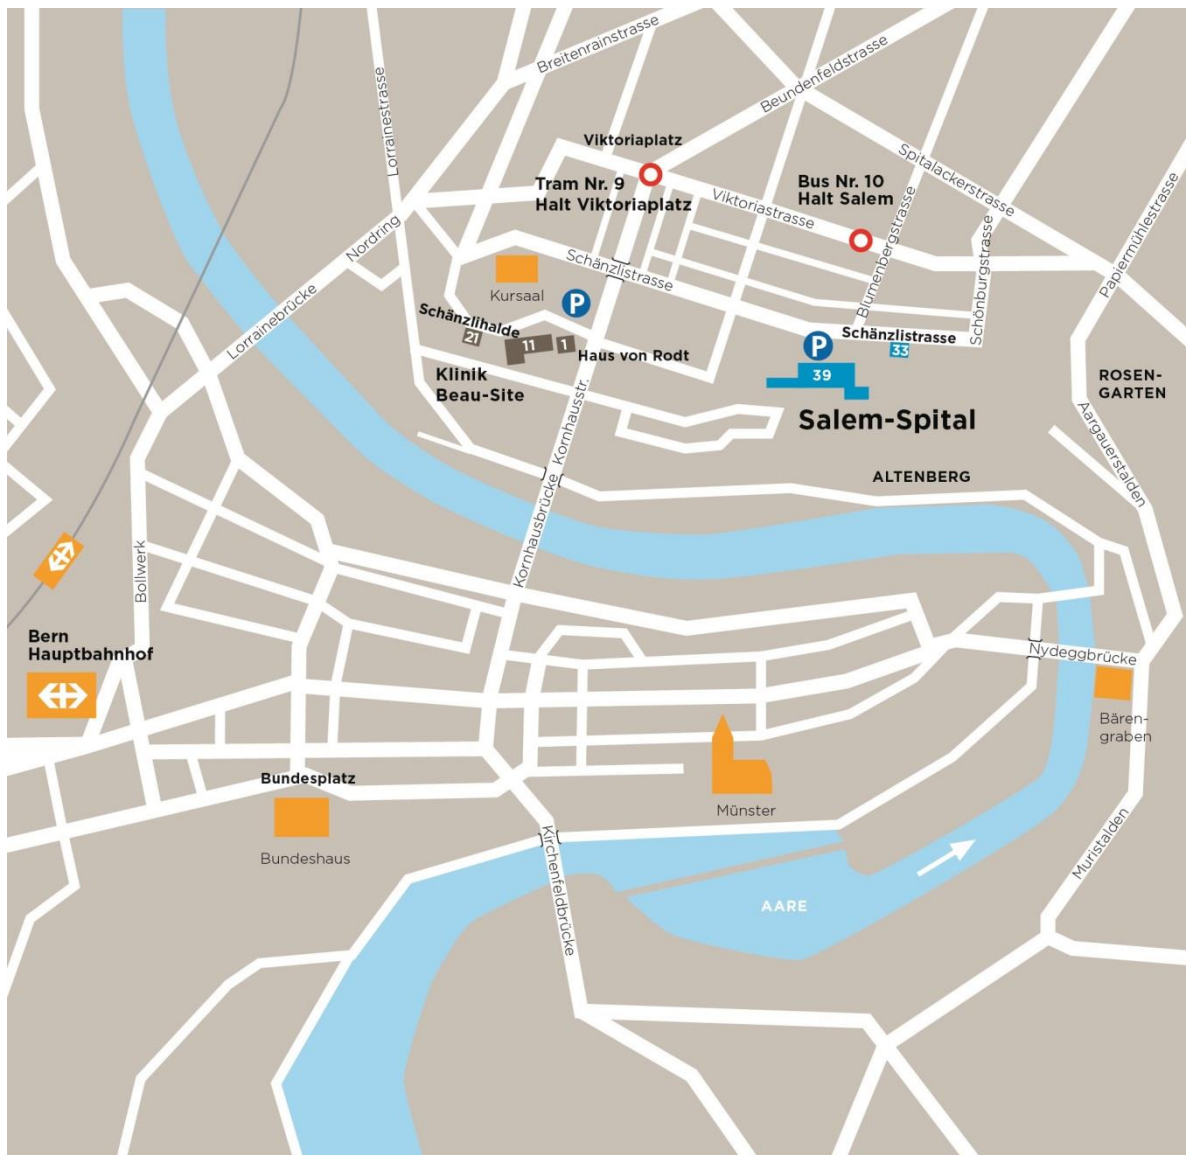 Breitenrainstrasse
Beundenfeldstrasse
Lorrainestrasse
Viktoriaplatz
Spitalackerstrasse
Tram Nr. 9
Halt Viktoriaplatz
Bus Nr. 10
Halt Salem
Papiermühlestrasse
Viktoriastrasse
Blumenbergstrasse
Schönburgstrasse
Nordring
Schänzlistrasse
Kursaal
P
Lorrainebrücke
Schänzlihalde
21
11
1
Haus von Rodt
P
Schänzlistrasse
33
39
Klinik
Beau-Site
Kornhausstr.
Salem-Spital
ROSEN-
GARTEN
Aargauerstalden
ALTENBERG
Kornhausbrücke
Bollwerk
Bern
Hauptbahnhof
Nydeggbrücke
Bären-
graben
Bundesplatz
Münster
Bundeshaus
Kirchenfeldbrücke
Muristalden
AARE